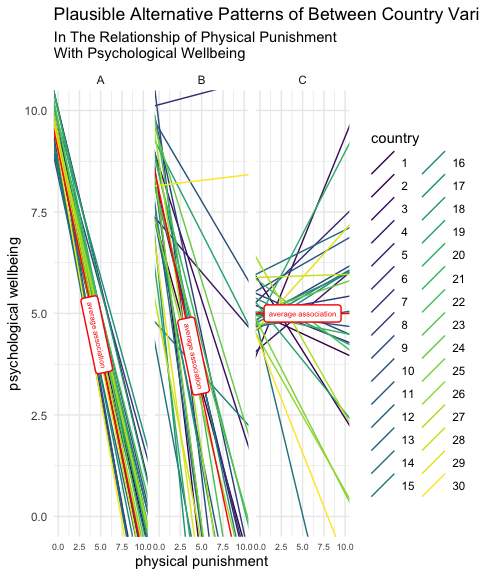 Plausible Alternative Patterns of Between Country Vari
In The Relationship of Physical Punishment
With Psychological Wellbeing
A
B
C
10.0
7.5
5.0
2.5
0.0
psychological wellbeing
average association
average association
average association
0.0 2.5 5.0 7.5 10.0
0.0 2.5 5.0 7.5 10.0
0.0 2.5 5.0 7.5 10.0
physical punishment
country
1
2
3
4
5
6
7
8
9
10
11
12
13
14
15
16
17
18
19
20
21
22
23
24
25
26
27
28
29
30